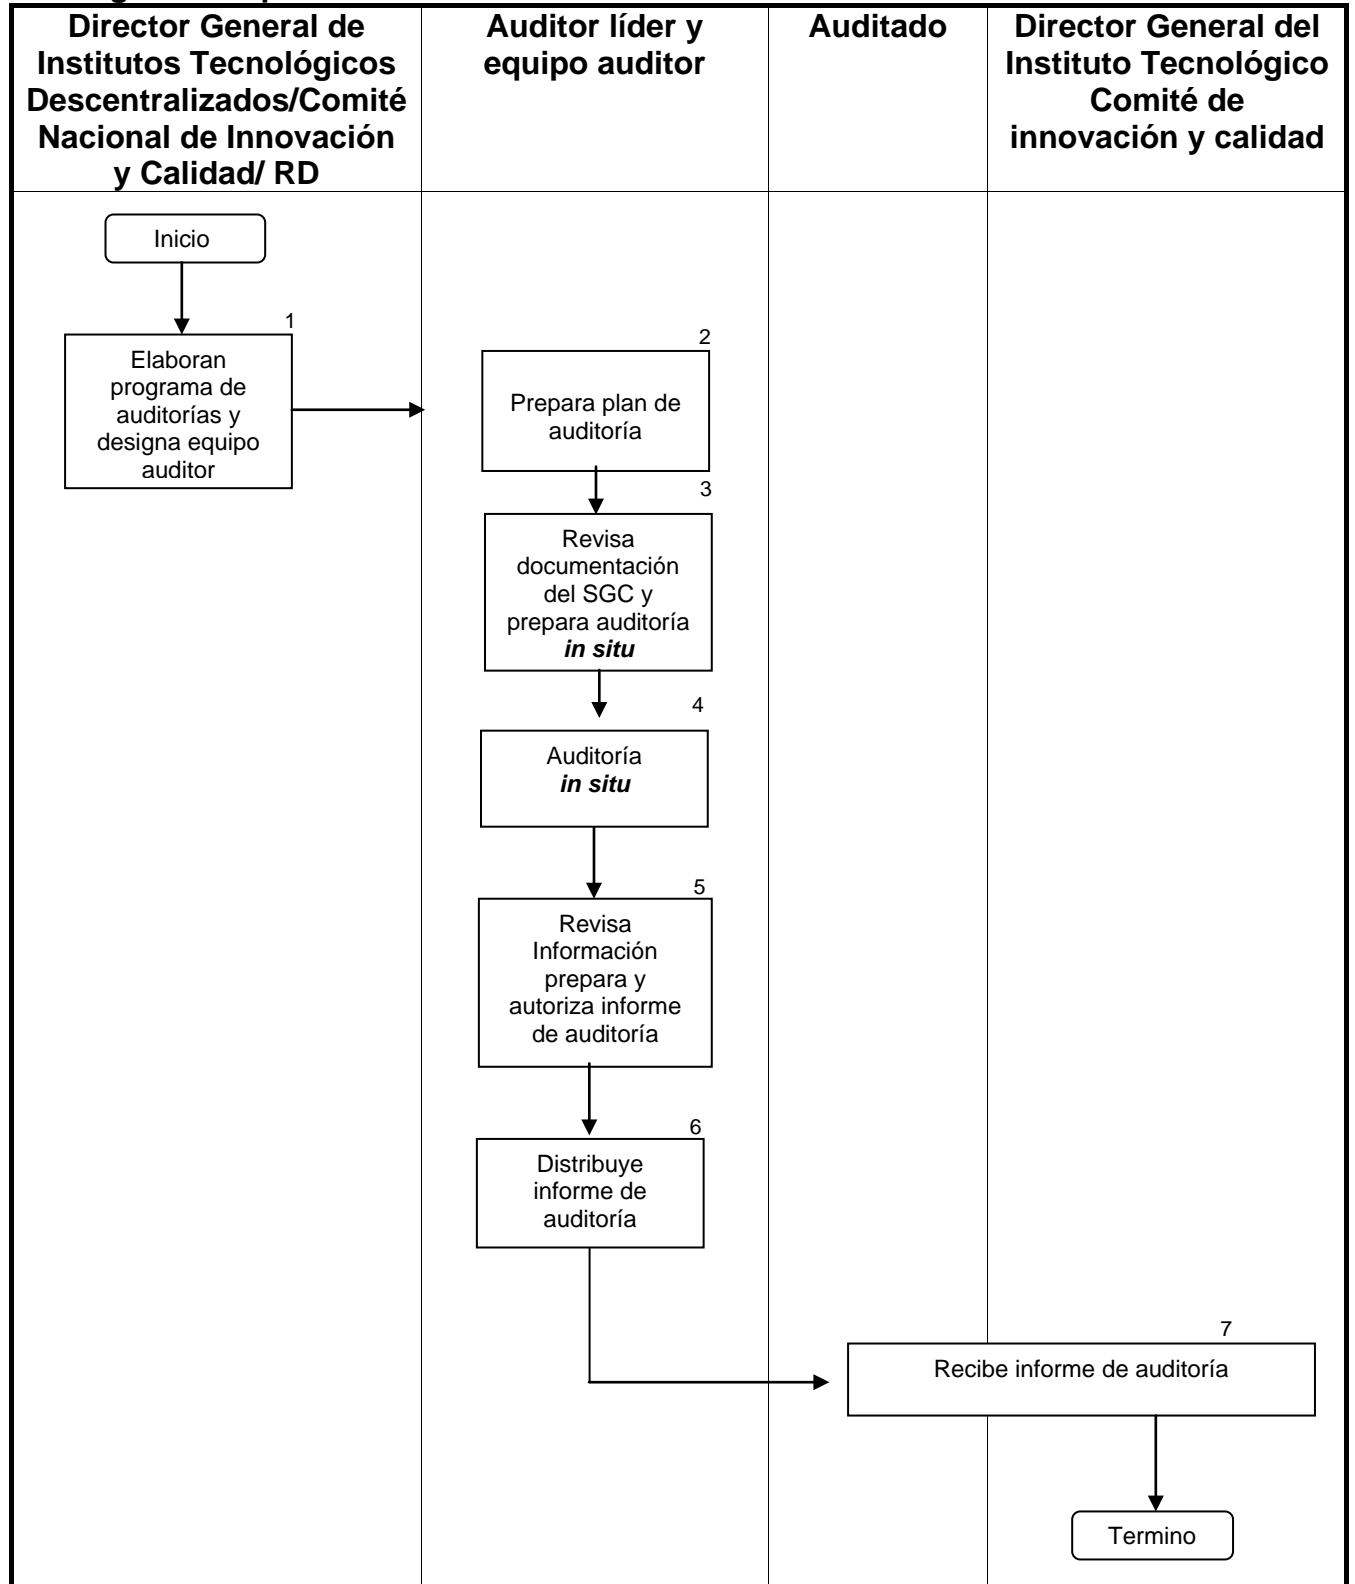 Director General de
Institutos Tecnológicos
Descentralizados/Comité
Nacional de Innovación
y Calidad/ RD
Auditor líder y
equipo auditor
Auditado
Director General del
Instituto Tecnológico
Comité de
innovación y calidad
Inicio
1
Elaboran
programa de
auditorías y
designa equipo
auditor
2
Prepara plan de
auditoría
3
Revisa
documentación
del SGC y
prepara auditoría
in situ
4
Auditoría
in situ
5
Revisa
Información
prepara y
autoriza informe
de auditoría
6
Distribuye
informe de
auditoría
7
Recibe informe de auditoría
Termino